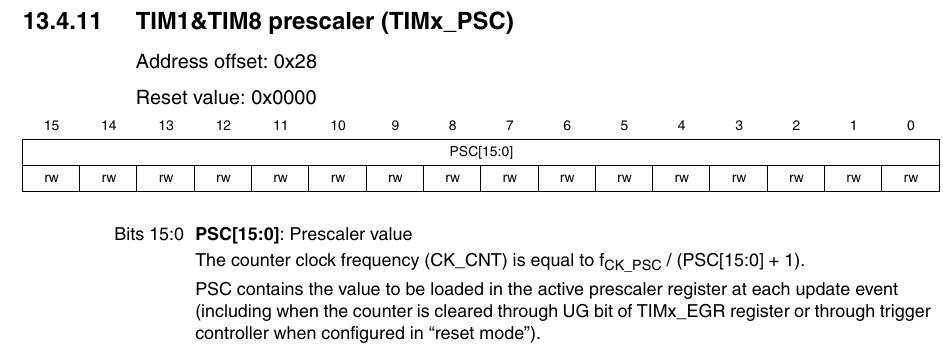 13.4.11 TIM1&TIM8 prescaler (TIMx_PSC)
Address offset: 0x28
Reset value: 0x0000
15 14 13 12 11 10 9 8 7 6 5 4 3 2 1 0
PSC[15:0]
rw rw rw rw rw rw rw rw rw rw rw rw rw rw rw rw
Bits 15:0 PSC[15:0]: Prescaler value
The counter clock frequency (CK_CNT) is equal to fCK_PSC / (PSC[15:0] + 1).
PSC contains the value to be loaded in the active prescaler register at each update event
(including when the counter is cleared through UG bit of TIMx_EGR register or through trigger
controller when configured in “reset mode”).